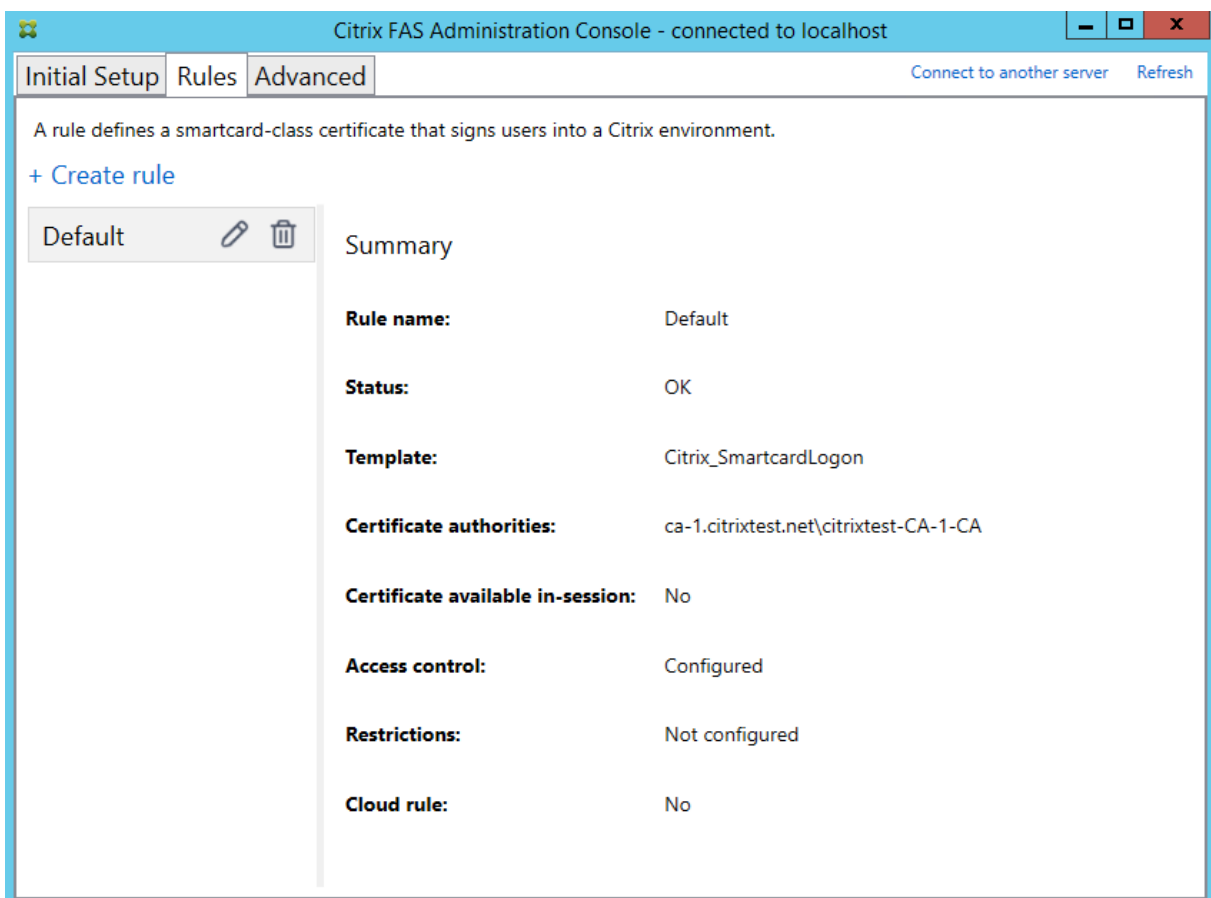 Citrix FAS Administration Console - connected to localhost
Initial Setup Rules Advanced Connect to another server Refresh
A rule defines a smartcard-class certificate that signs users into a Citrix environment.
+ Create rule
Default
Summary
Rule name: Default
Status: OK
Template: Citrix_SmartcardLogon
Certificate authorities: ca-1.citrixtest.net\citrixtest-CA-1-CA
Certificate available in-session: No
Access control: Configured
Restrictions: Not configured
Cloud rule: No